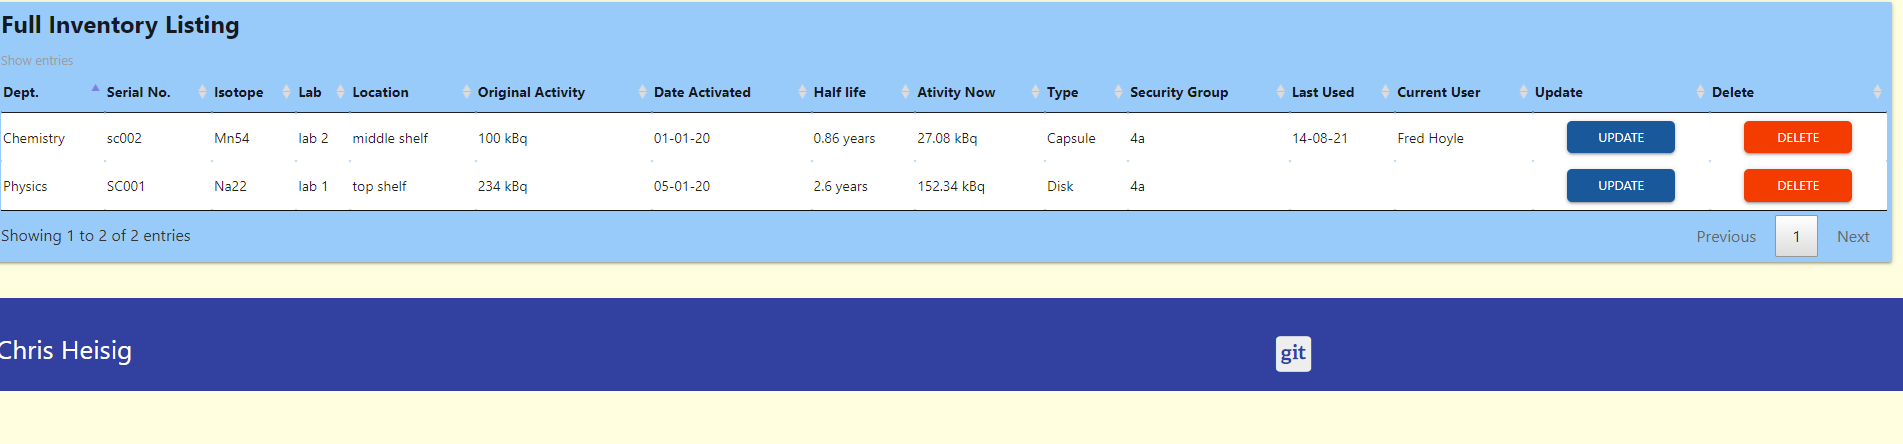 Full Inventory Listing
Show entries
Dept. Serial No. Isotope Lab Location Original Activity Date Activated Half life Ativity Now Type Security Group Last Used Current User Update Delete
Chemistry sc002 Mn54 lab 2 middle shelf 100 kBq 01-01-20 0.86 years 27.08 kBq Capsule 4a 14-08-21 Fred Hoyle UPDATE DELETE
Physics SC001 Na22 lab 1 top shelf 234 kBq 05-01-20 2.6 years 152.34 kBq Disk 4a UPDATE DELETE
Showing 1 to 2 of 2 entries Previous 1 Next
Chris Heisig git